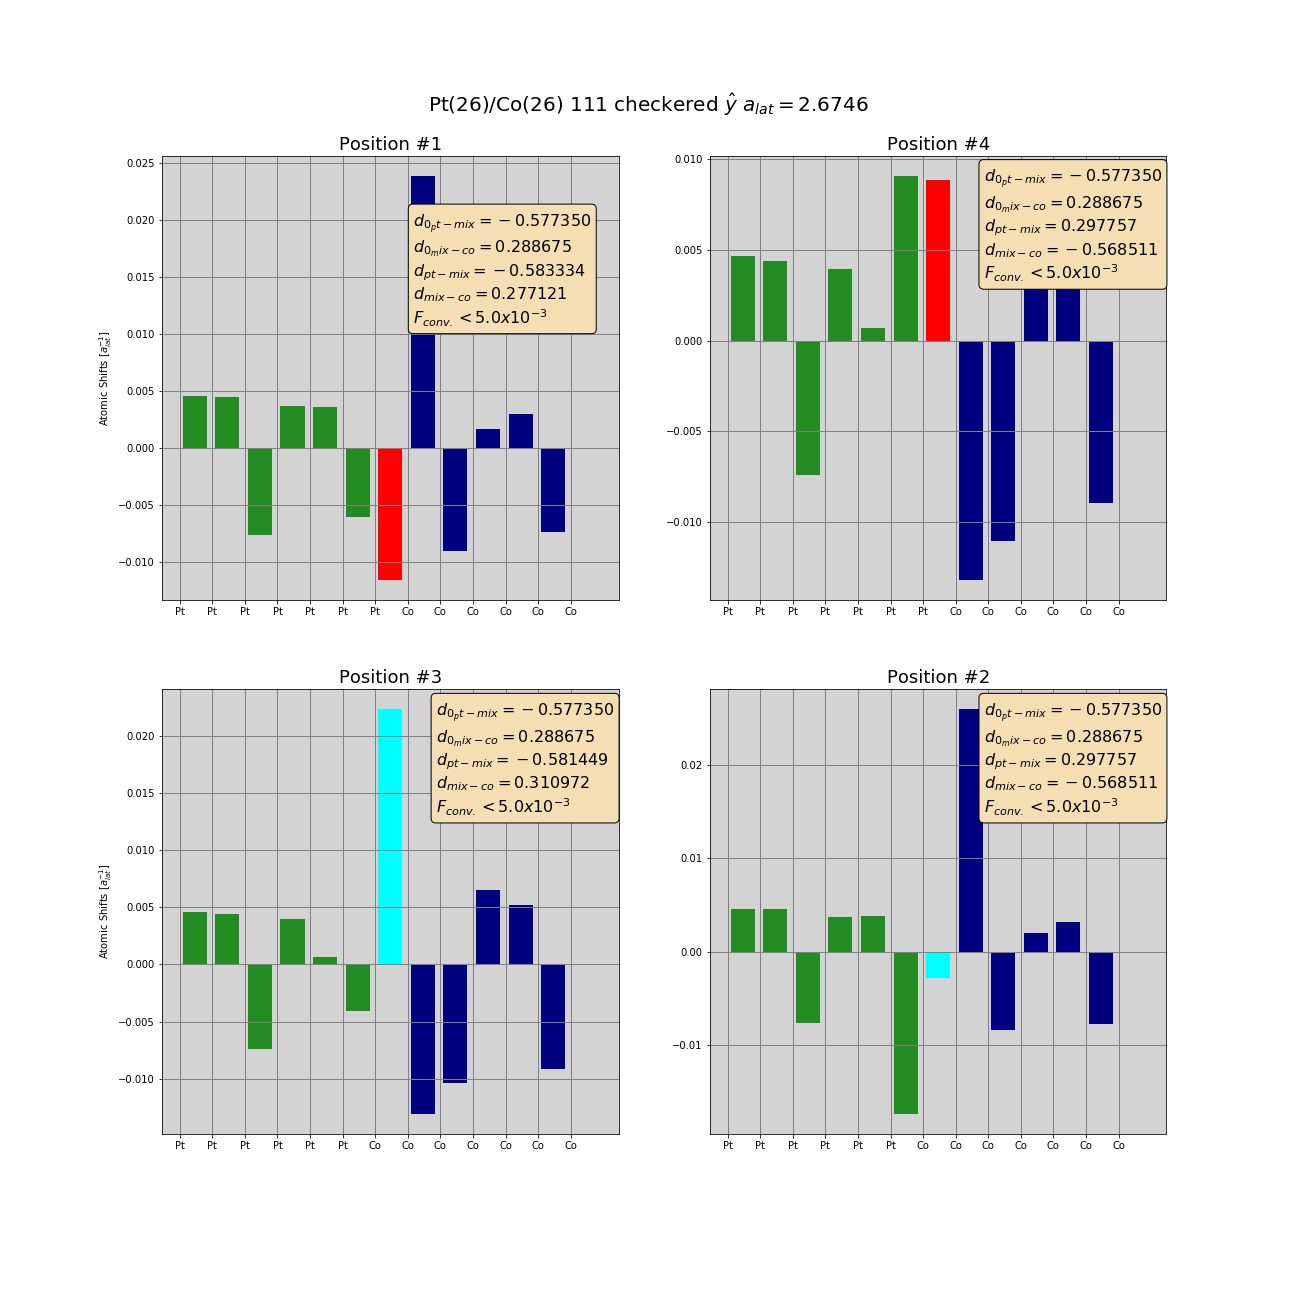 Pt(26)/Co(26) 111 checkered ŷ a_lat = 2.6746
Position #1
0.025
0.020
0.015
0.010
0.005
0.000
−0.005
−0.010
Atomic Shifts [a_lat^−1]
d_0_pt−mix = −0.577350
d_0_mix−co = 0.288675
d_pt−mix = −0.583334
d_mix−co = 0.277121
F_conv. < 5.0x10^−3
Pt Pt Pt Pt Pt Pt Pt Co Co Co Co Co Co
Position #4
0.010
0.005
0.000
−0.005
−0.010
d_0_pt−mix = −0.577350
d_0_mix−co = 0.288675
d_pt−mix = 0.297757
d_mix−co = −0.568511
F_conv. < 5.0x10^−3
Pt Pt Pt Pt Pt Pt Pt Co Co Co Co Co Co
Position #3
0.020
0.015
0.010
0.005
0.000
−0.005
−0.010
Atomic Shifts [a_lat^−1]
d_0_pt−mix = −0.577350
d_0_mix−co = 0.288675
d_pt−mix = −0.581449
d_mix−co = 0.310972
F_conv. < 5.0x10^−3
Pt Pt Pt Pt Pt Pt Co Co Co Co Co Co Co
Position #2
0.02
0.01
0.00
−0.01
d_0_pt−mix = −0.577350
d_0_mix−co = 0.288675
d_pt−mix = 0.297757
d_mix−co = −0.568511
F_conv. < 5.0x10^−3
Pt Pt Pt Pt Pt Pt Co Co Co Co Co Co Co